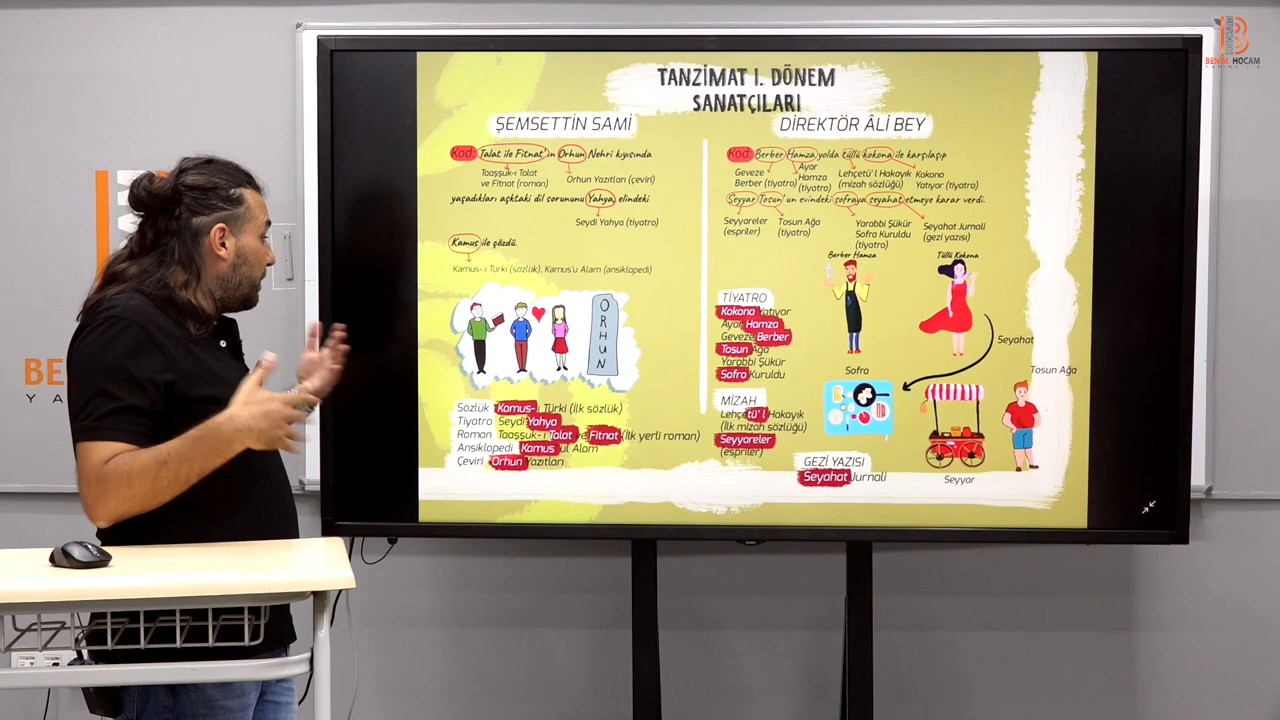 BENİM HOCAM
YAYINCILIK
BE
Y.A
TANZİMAT I. DÖNEM
SANATÇILARI
ŞEMSETTİN SAMİ
Kod: Talat ile Fitnat'ın Orhun Nehri kıyısında
Taaşşuk-ı Talat
ve Fitnat (roman)
Orhun Yazıtları (çeviri)
yaşadıkları aşktaki dil sorununu Yahya elindeki
Seydi Yahya (tiyatro)
Kamus ile çözdü.
Kamus- ı Türki (sözlük), Kamus'u Alam (ansiklopedi)
ORHUN
Sözlük Kamus-ı Türki (İlk sözlük)
Tiyatro Seydi Yahya
Roman Taaşşuk-ı Talat ve Fitnat (İlk yerli roman)
Ansiklopedi Kamus'ul Alam
Çeviri Orhun Yazıtları
DİREKTÖR ÂLİ BEY
Kod: Berber Hamza yolda tüllü kokona ile karşılaşıp
Geveze
Berber (tiyatro)
Ayar
Hamza
(tiyatro)
Lehçetü'l Hakayık
(mizah sözlüğü)
Kokona
Yatıyor (tiyatro)
Seyyar Tosun'un evindeki sofraya seyahat etmeye karar verdi.
Seyyareler
(espriler)
Tosun Ağa
(tiyatro)
Yarabbi Şükür
Sofra Kuruldu
(tiyatro)
Seyahat Jurnali
(gezi yazısı)
Berber Hamza
Tüllü Kokona
TİYATRO
Kokona Yatıyor
Ayar Hamza
Geveze Berber
Tosun Ağa
Yarabbi Şükür
Sofra Kuruldu
Seyahat
Sofra
Tosun Ağa
MİZAH
Lehçetü'l Hakayık
(İlk mizah sözlüğü)
Seyyareler
(espriler)
GEZİ YAZISI
Seyahat Jurnali
Seyyar